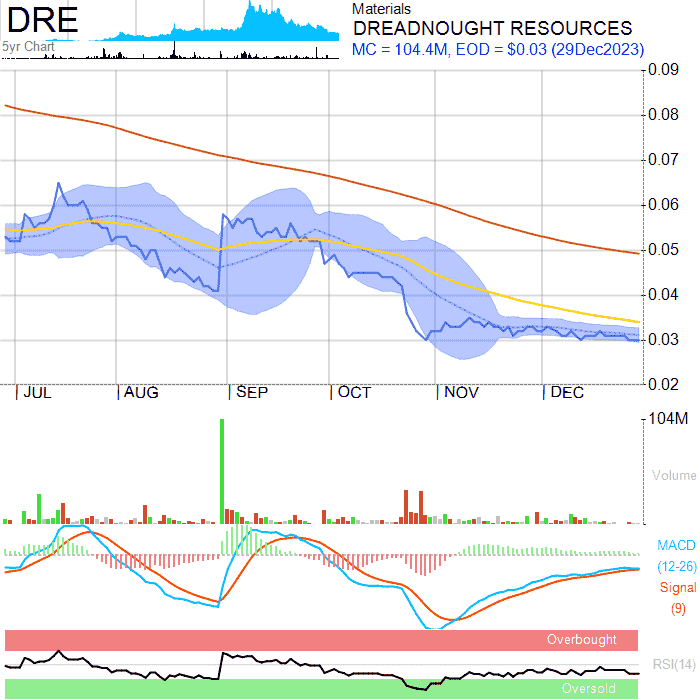 DRE
5yr Chart
Materials
DREADNOUGHT RESOURCES
MC = 104.4M, EOD = $0.03 (29Dec2023)
0.09
0.08
0.07
0.06
0.05
0.04
0.03
0.02
JUL AUG SEP OCT NOV DEC
104M
Volume
MACD
(12-26)
Signal
(9)
Overbought
RSI(14)
Oversold